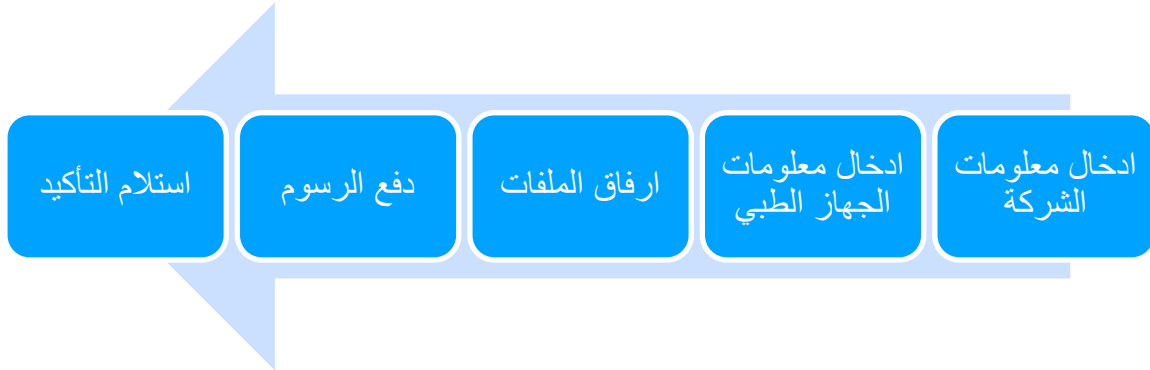 ادخال معلومات
الشركة
ادخال معلومات
الجهاز الطبي
ارفاق الملفات
دفع الرسوم
استلام التأكيد